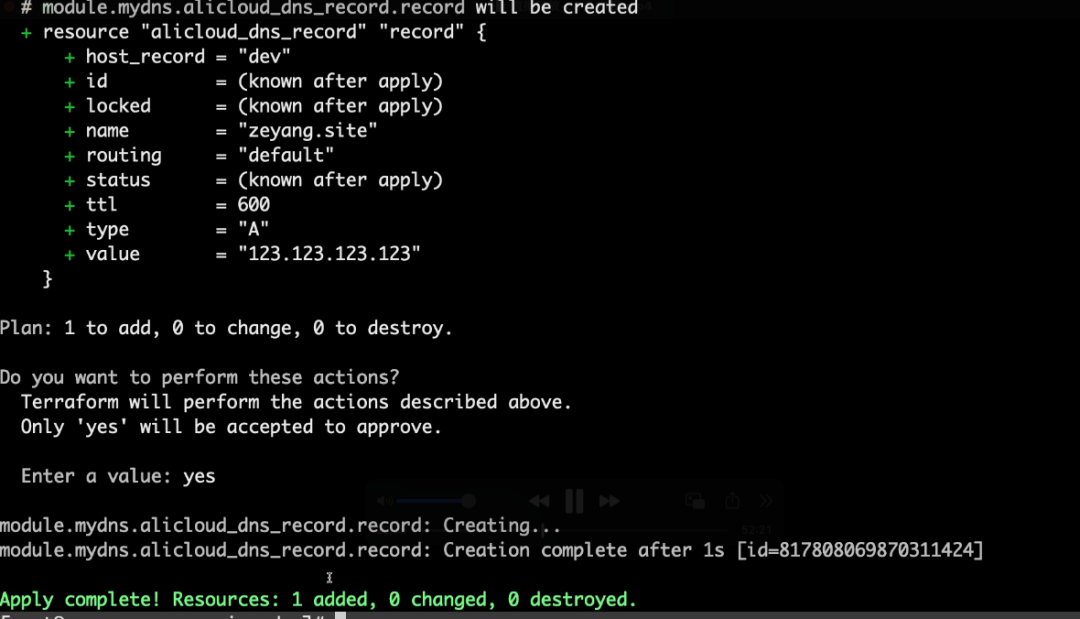 # module.mydns.alicloud_dns_record.record will be created
+ resource "alicloud_dns_record" "record" {
+ host_record = "dev"
+ id = (known after apply)
+ locked = (known after apply)
+ name = "zeyang.site"
+ routing = "default"
+ status = (known after apply)
+ ttl = 600
+ type = "A"
+ value = "123.123.123.123"
}
Plan: 1 to add, 0 to change, 0 to destroy.
Do you want to perform these actions?
Terraform will perform the actions described above.
Only 'yes' will be accepted to approve.
Enter a value: yes
module.mydns.alicloud_dns_record.record: Creating...
52:21
module.mydns.alicloud_dns_record.record: Creation complete after 1s [id=817808069870311424]
Apply complete! Resources: 1 added, 0 changed, 0 destroyed.